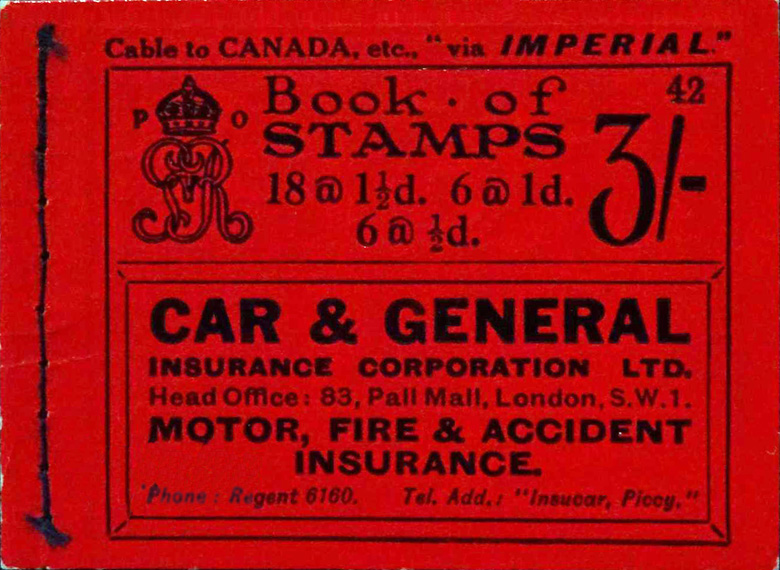 Cable to CANADA, etc., "via IMPERIAL."
P O
GRV
Book · of
42
STAMPS
3/-
18 @ 1½d. 6 @ 1d.
6 @ ½d.
CAR & GENERAL
INSURANCE CORPORATION LTD.
Head Office: 83, Pall Mall, London, S.W.1.
MOTOR, FIRE & ACCIDENT
INSURANCE.
'Phone: Regent 6160. Tel. Add.: "Insucar, Piccy."